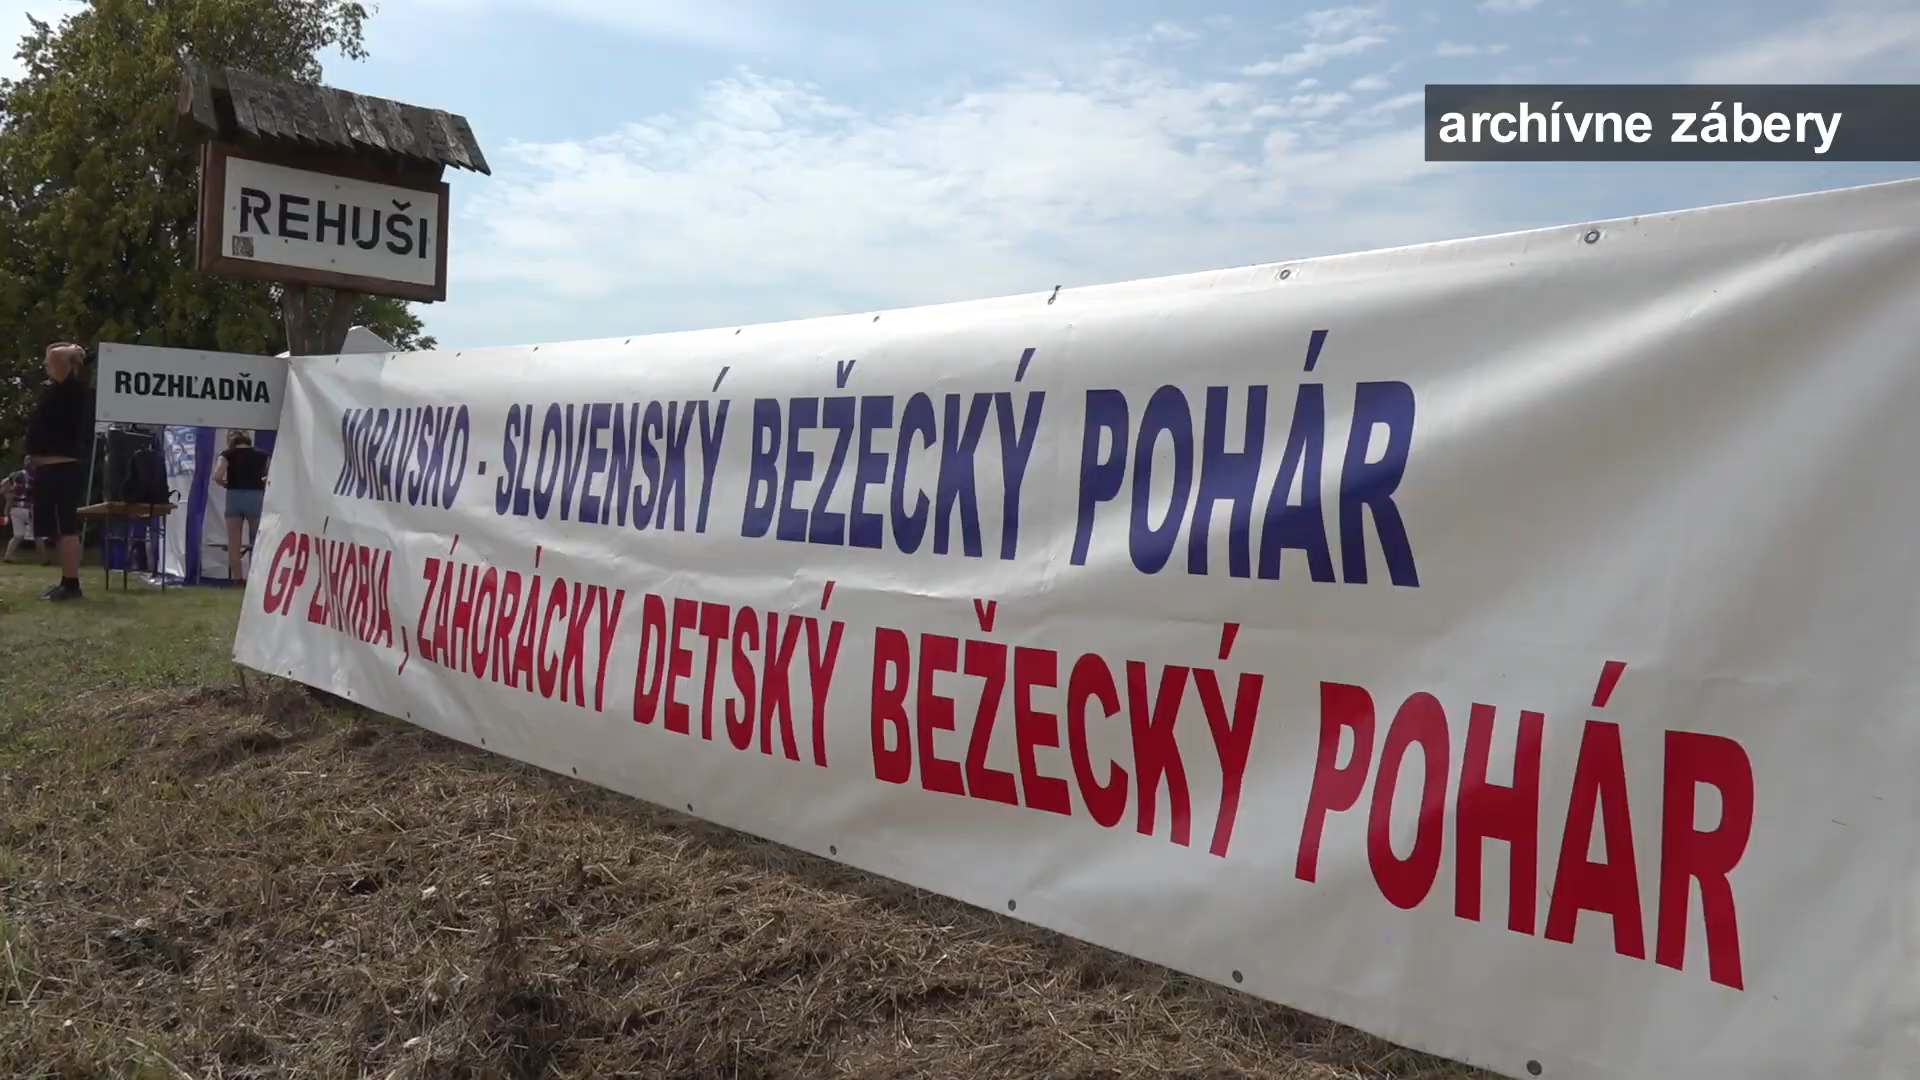 archívne zábery
REHUŠI
ROZHĽADŇA
MORAVSKO - SLOVENSKÝ BEŽECKÝ POHÁR
GP ZÁHORIA , ZÁHORÁCKY DETSKÝ BEŽECKÝ POHÁR